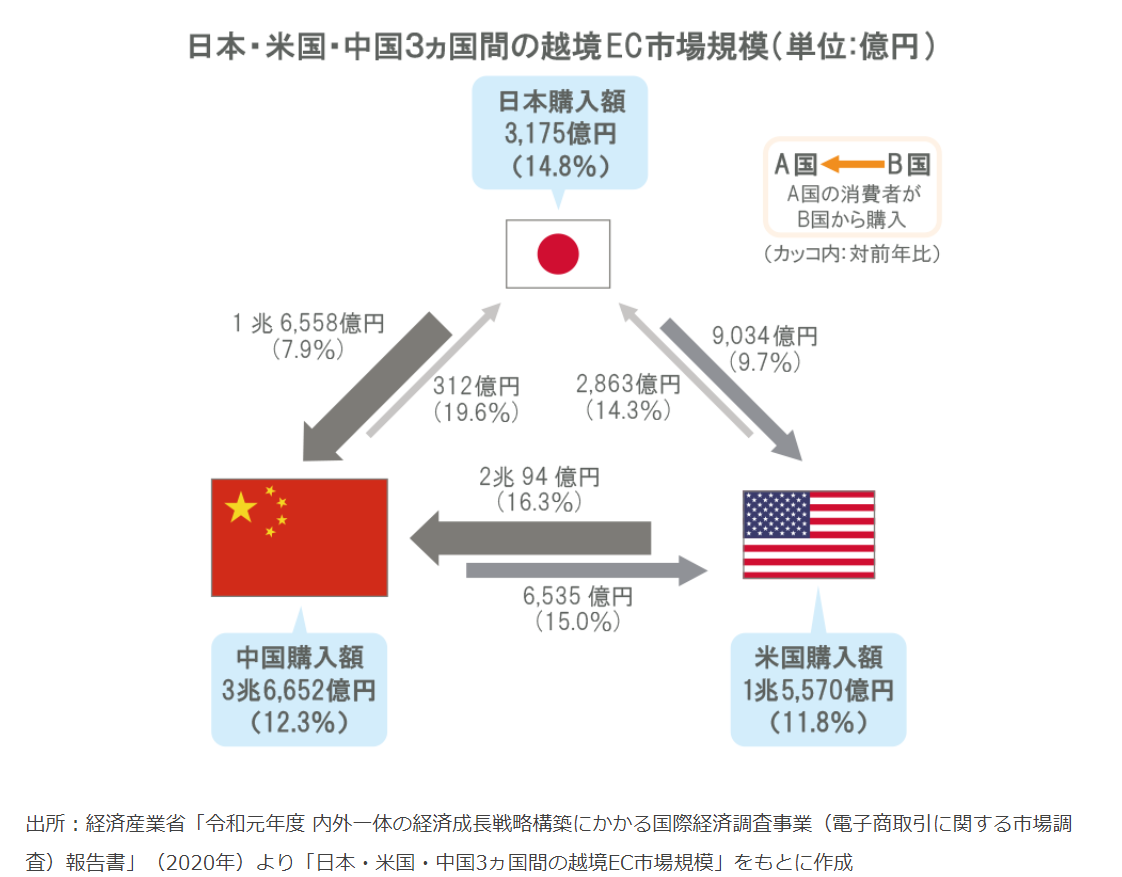 日本・米国・中国3ヵ国間の越境EC市場規模（単位：億円）
日本購入額
3,175億円
（14.8%）
A国 B国
A国の消費者が
B国から購入
（カッコ内：対前年比）
1 兆 6,558億円
（7.9%）
312億円
（19.6%）
2,863億円
（14.3%）
9,034億円
（9.7%）
2兆 94 億円
（16.3%）
6,535 億円
（15.0%）
中国購入額
3兆6,652億円
（12.3%）
米国購入額
1兆5,570億円
（11.8%）
出所：経済産業省「令和元年度 内外一体の経済成長戦略構築にかかる国際経済調査事業（電子商取引に関する市場調
査）報告書」（2020年）より「日本・米国・中国3ヵ国間の越境EC市場規模」をもとに作成